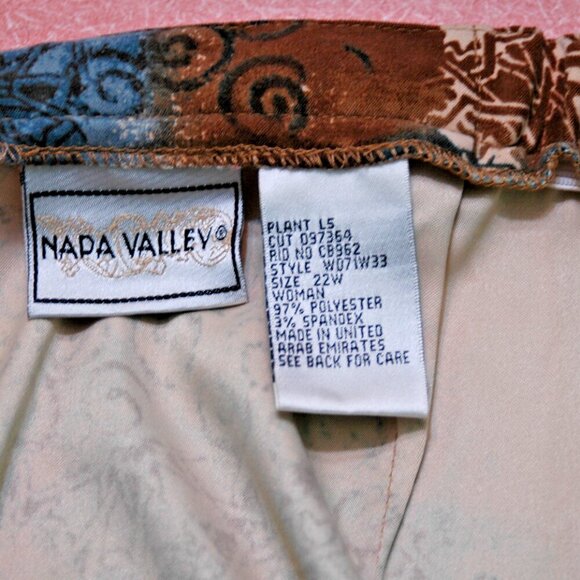 NAPA VALLEY®
PLANT L5
CUT 097364
RID NO CB962
STYLE WD71W33
SIZE 22W
WOMAN
97% POLYESTER
3% SPANDEX
MADE IN UNITED
ARAB EMIRATES
SEE BACK FOR CARE